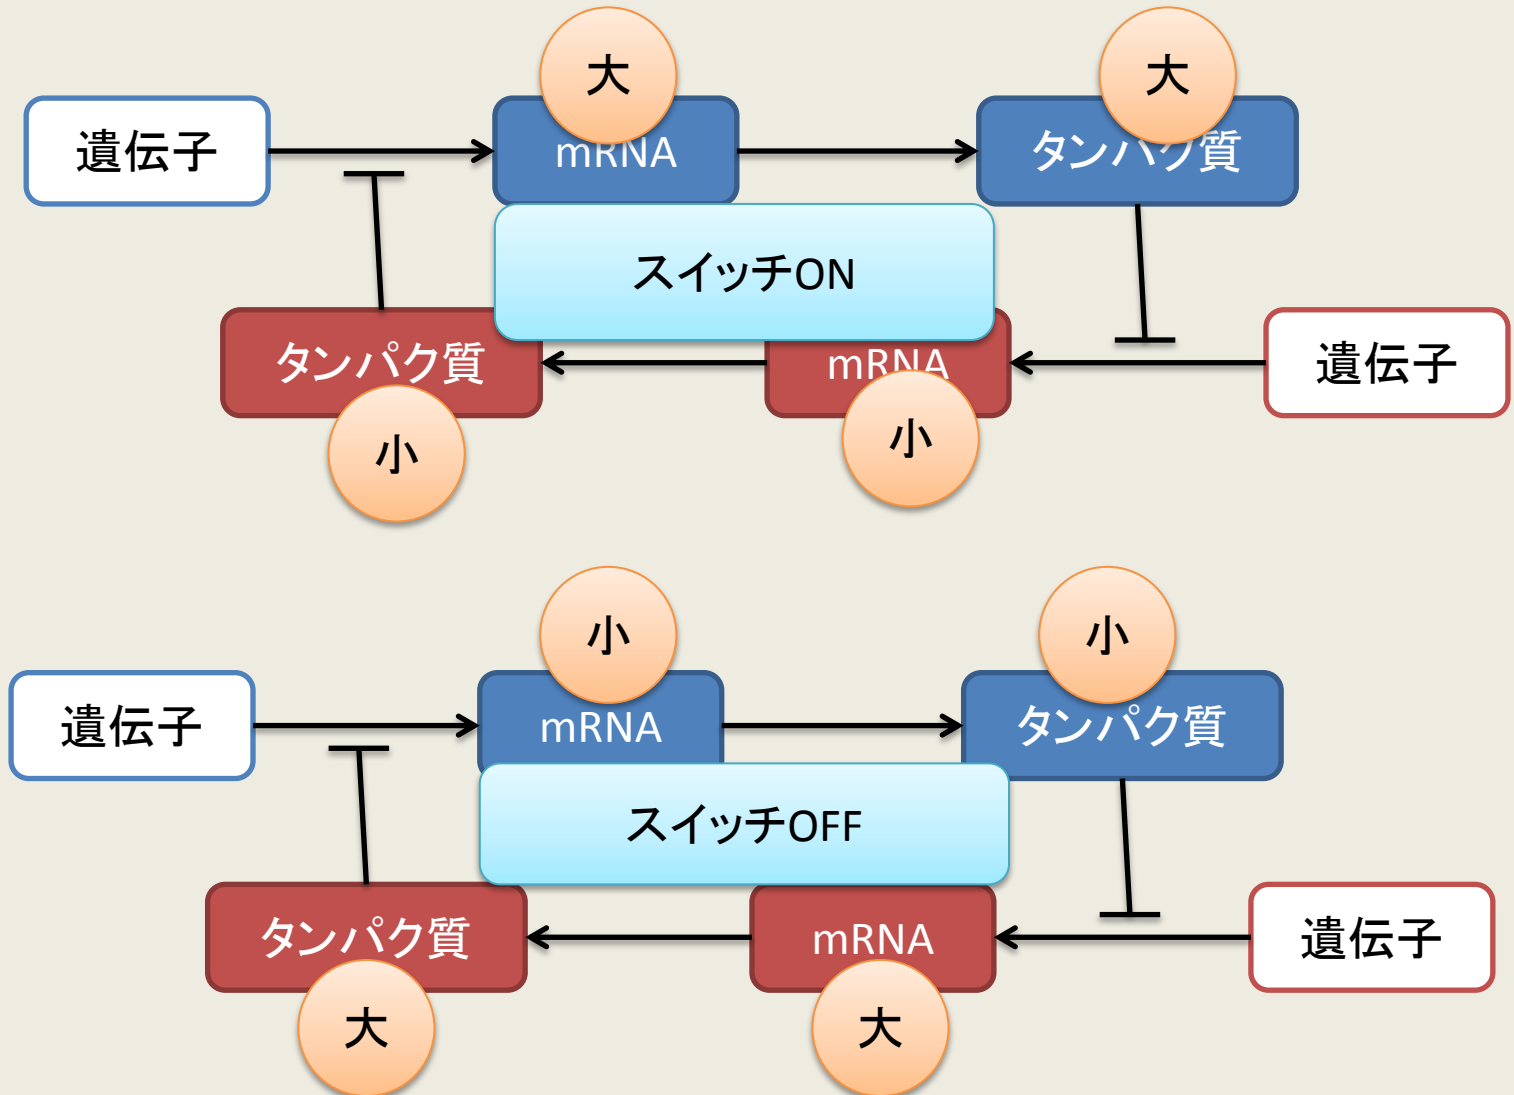 大
大
遺伝子
mRNA
タンパク質
スイッチON
タンパク質
mRNA
遺伝子
小
小
小
小
遺伝子
mRNA
タンパク質
スイッチOFF
タンパク質
mRNA
遺伝子
大
大